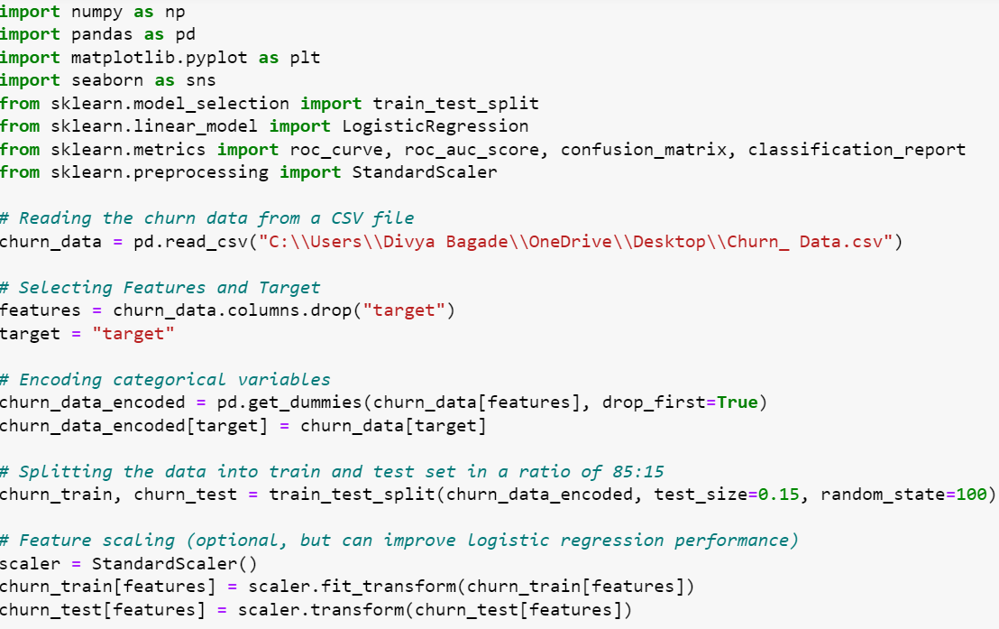 import numpy as np
import pandas as pd
import matplotlib.pyplot as plt
import seaborn as sns
from sklearn.model_selection import train_test_split
from sklearn.linear_model import LogisticRegression
from sklearn.metrics import roc_curve, roc_auc_score, confusion_matrix, classification_report
from sklearn.preprocessing import StandardScaler
# Reading the churn data from a CSV file
churn_data = pd.read_csv("C:\\Users\\Divya Bagade\\OneDrive\\Desktop\\Churn_ Data.csv")
# Selecting Features and Target
features = churn_data.columns.drop("target")
target = "target"
# Encoding categorical variables
churn_data_encoded = pd.get_dummies(churn_data[features], drop_first=True)
churn_data_encoded[target] = churn_data[target]
# Splitting the data into train and test set in a ratio of 85:15
churn_train, churn_test = train_test_split(churn_data_encoded, test_size=0.15, random_state=100)
# Feature scaling (optional, but can improve logistic regression performance)
scaler = StandardScaler()
churn_train[features] = scaler.fit_transform(churn_train[features])
churn_test[features] = scaler.transform(churn_test[features])